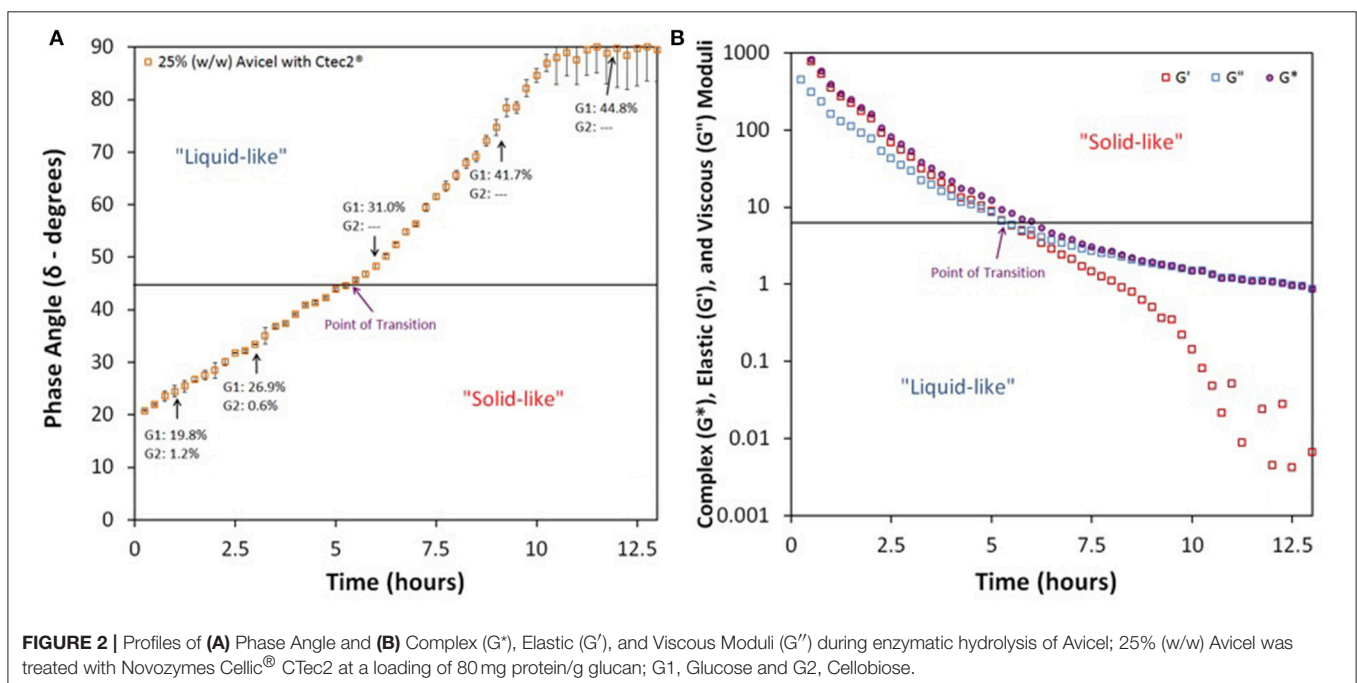 A
90
80
70
60
50
40
30
20
10
0
Phase Angle (δ - degrees)
25% (w/w) Avicel with Ctec2®
"Liquid-like"
G1: 44.8%
G2: ---
G1: 41.7%
G2: ---
G1: 31.0%
G2: ---
Point of Transition
G1: 26.9%
G2: 0.6%
"Solid-like"
G1: 19.8%
G2: 1.2%
0 2.5 5 7.5 10 12.5
Time (hours)
B
1000
100
10
1
0.1
0.01
0.001
Complex (G*), Elastic (G'), and Viscous (G") Moduli
G' G" G*
"Solid-like"
Point of Transition
"Liquid-like"
0 2.5 5 7.5 10 12.5
Time (hours)
FIGURE 2 | Profiles of (A) Phase Angle and (B) Complex (G*), Elastic (G′), and Viscous Moduli (G′′) during enzymatic hydrolysis of Avicel; 25% (w/w) Avicel was
treated with Novozymes Cellic® CTec2 at a loading of 80 mg protein/g glucan; G1, Glucose and G2, Cellobiose.